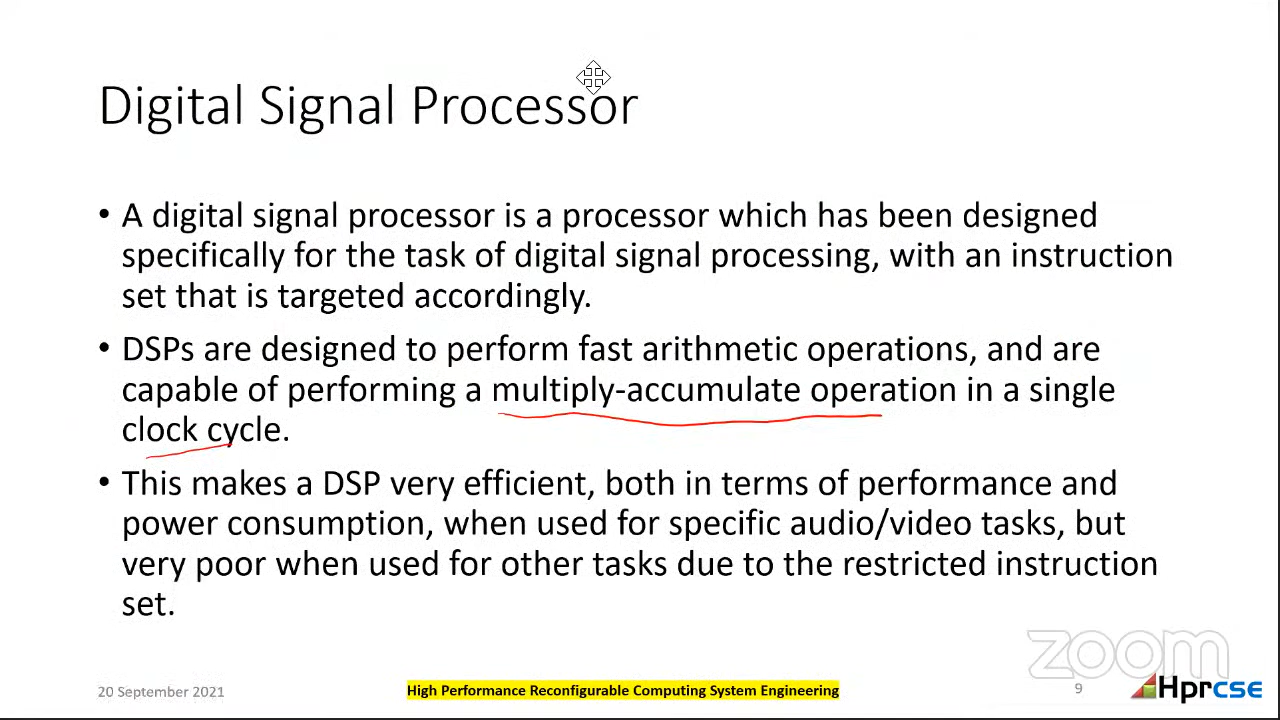 Digital Signal Processor
• A digital signal processor is a processor which has been designed
specifically for the task of digital signal processing, with an instruction
set that is targeted accordingly.
• DSPs are designed to perform fast arithmetic operations, and are
capable of performing a multiply-accumulate operation in a single
clock cycle.
• This makes a DSP very efficient, both in terms of performance and
power consumption, when used for specific audio/video tasks, but
very poor when used for other tasks due to the restricted instruction
set.
zoom
20 September 2021
High Performance Reconfigurable Computing System Engineering
9
Hprcse